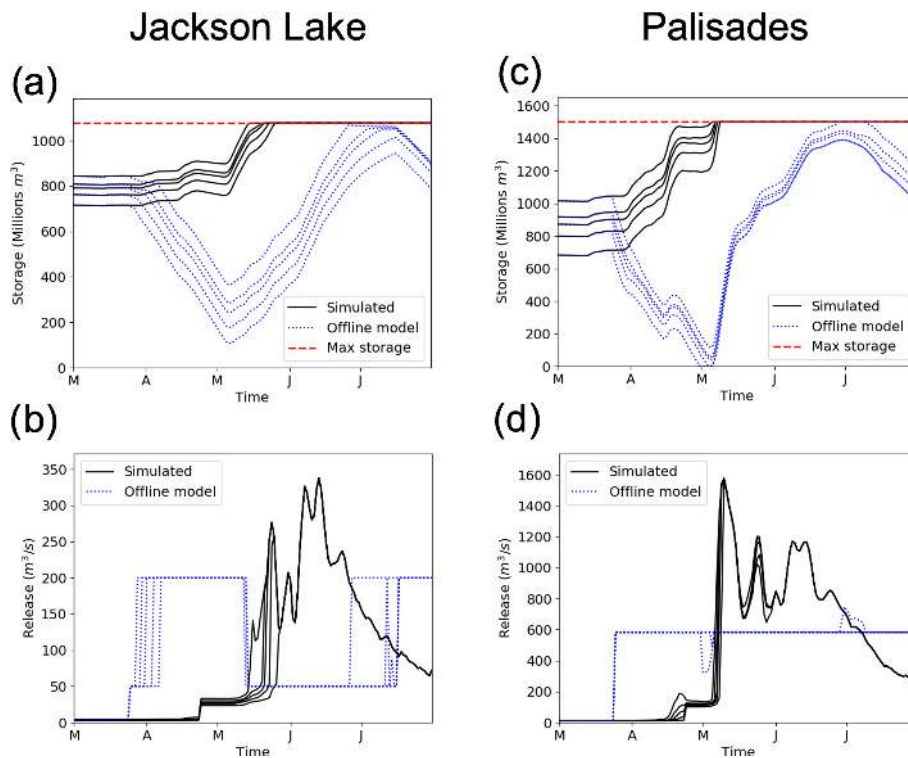 Jackson Lake
Palisades
(a)
1000
800
600
400
200
0
Storage (Millions m³)
Simulated
Offline model
Max storage
M A M J J
Time
(c)
1600
1400
1200
1000
800
600
400
200
0
Storage (Millions m³)
Simulated
Offline model
Max storage
M A M J J
Time
(b)
350
300
250
200
150
100
50
0
Release (m³/s)
Simulated
Offline model
M A M J J
Time
(d)
1600
1400
1200
1000
800
600
400
200
0
Release (m³/s)
Simulated
Offline model
M A M J J
Time